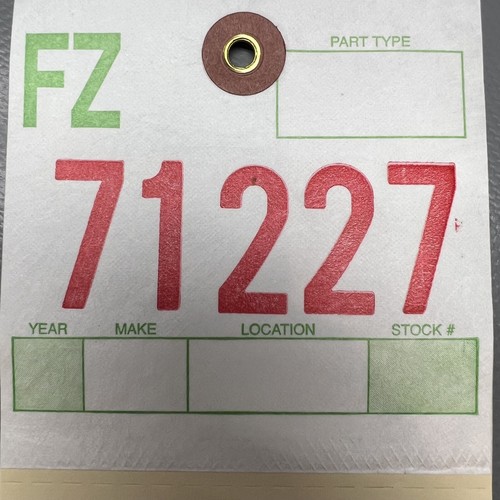 FZ
PART TYPE
71227
YEAR MAKE LOCATION STOCK #